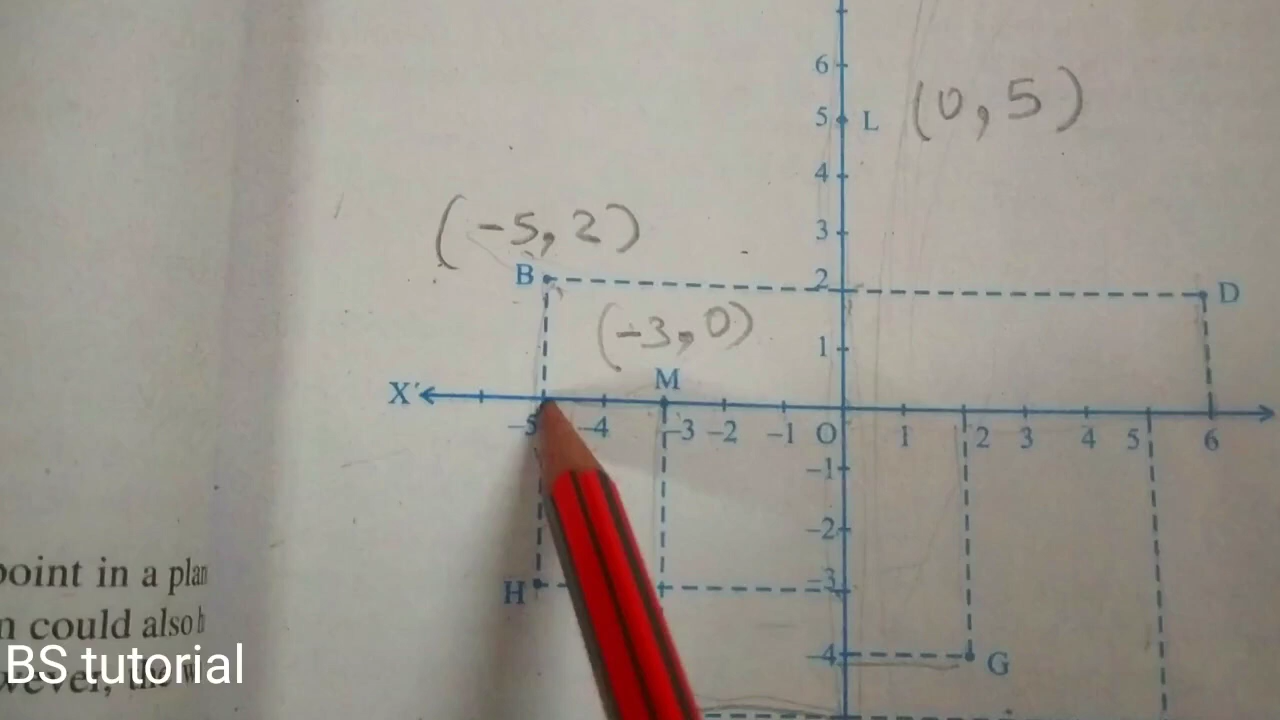 6
5 L (0, 5)
4
(-5, 2)
3
B 2 D
(-3, 0)
1
X′ M
-5 -4 -3 -2 -1 O 1 2 3 4 5 6
-1
-2
H -3
-4 G
point in a plan
could also
BS tutorial